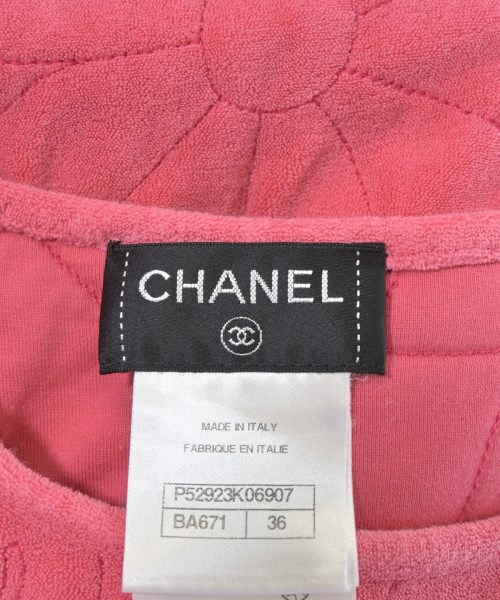 CHANEL
MADE IN ITALY
FABRIQUE EN ITALIE
P52923K06907
BA671 36